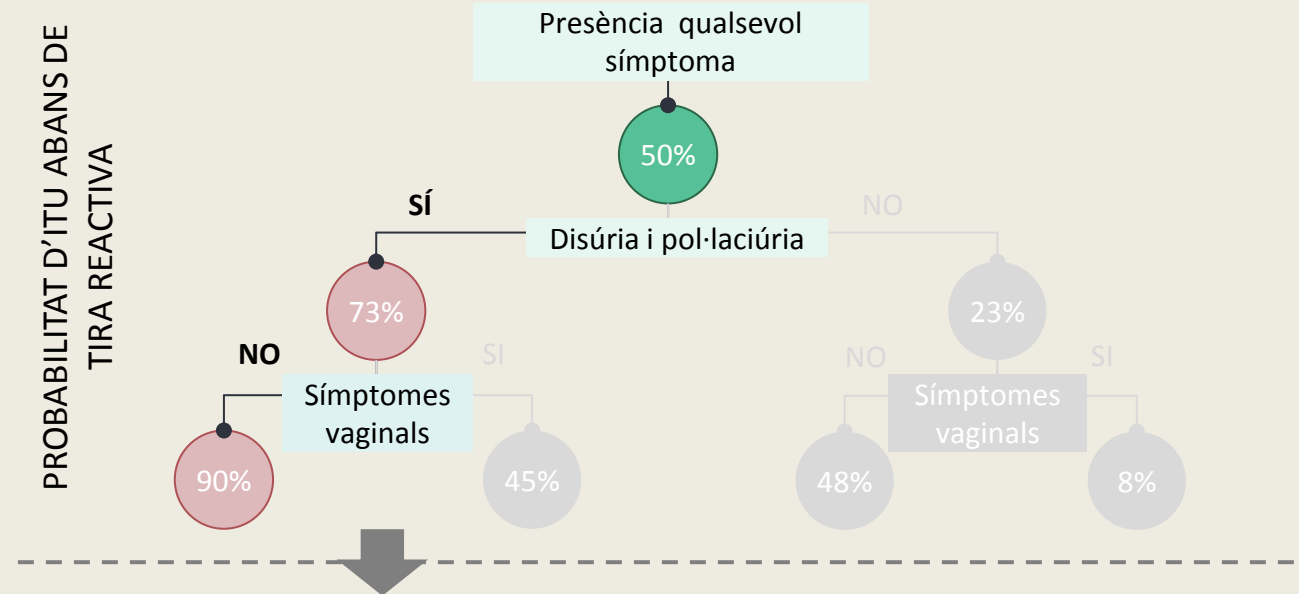 PROBABILITAT D'ITU ABANS DE
TIRA REACTIVA
Presència qualsevol
símptoma
50%
SÍ
NO
Disúria i pol·laciúria
73%
23%
NO
SI
NO
SI
Símptomes
vaginals
Símptomes
vaginals
90%
45%
48%
8%